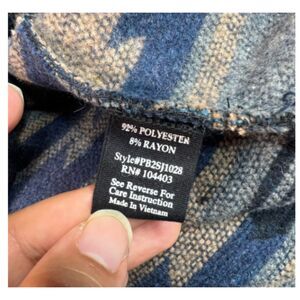 92% POLYESTER
8% RAYON
Style#PB2SJ1028
RN# 104403
See Reverse For
Care Instruction
Made In Vietnam